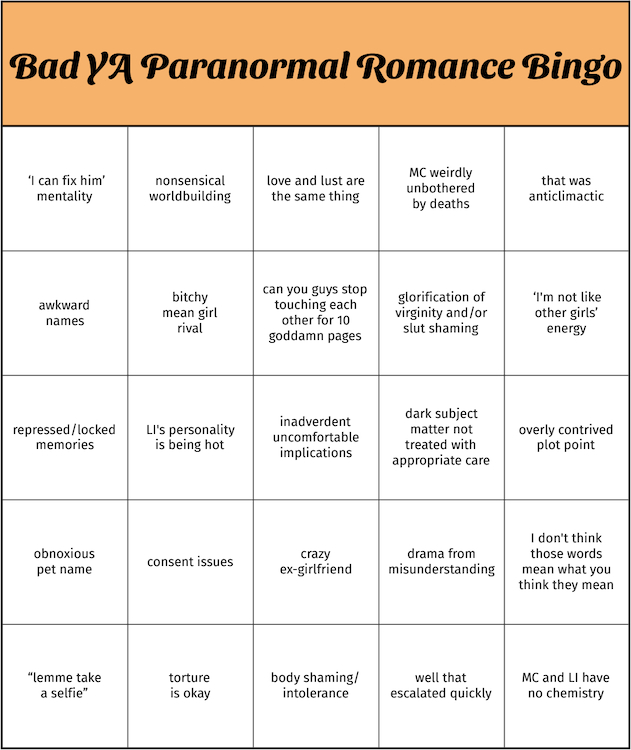 Bad YA Paranormal Romance Bingo
‘I can fix him’
mentality
nonsensical
worldbuilding
love and lust are
the same thing
MC weirdly
unbothered
by deaths
that was
anticlimactic
awkward
names
bitchy
mean girl
rival
can you guys stop
touching each
other for 10
goddamn pages
glorification of
virginity and/or
slut shaming
‘I'm not like
other girls’
energy
repressed/locked
memories
LI's personality
is being hot
inadverdent
uncomfortable
implications
dark subject
matter not
treated with
appropriate care
overly contrived
plot point
obnoxious
pet name
consent issues
crazy
ex-girlfriend
drama from
misunderstanding
I don't think
those words
mean what you
think they mean
“lemme take
a selfie”
torture
is okay
body shaming/
intolerance
well that
escalated quickly
MC and LI have
no chemistry